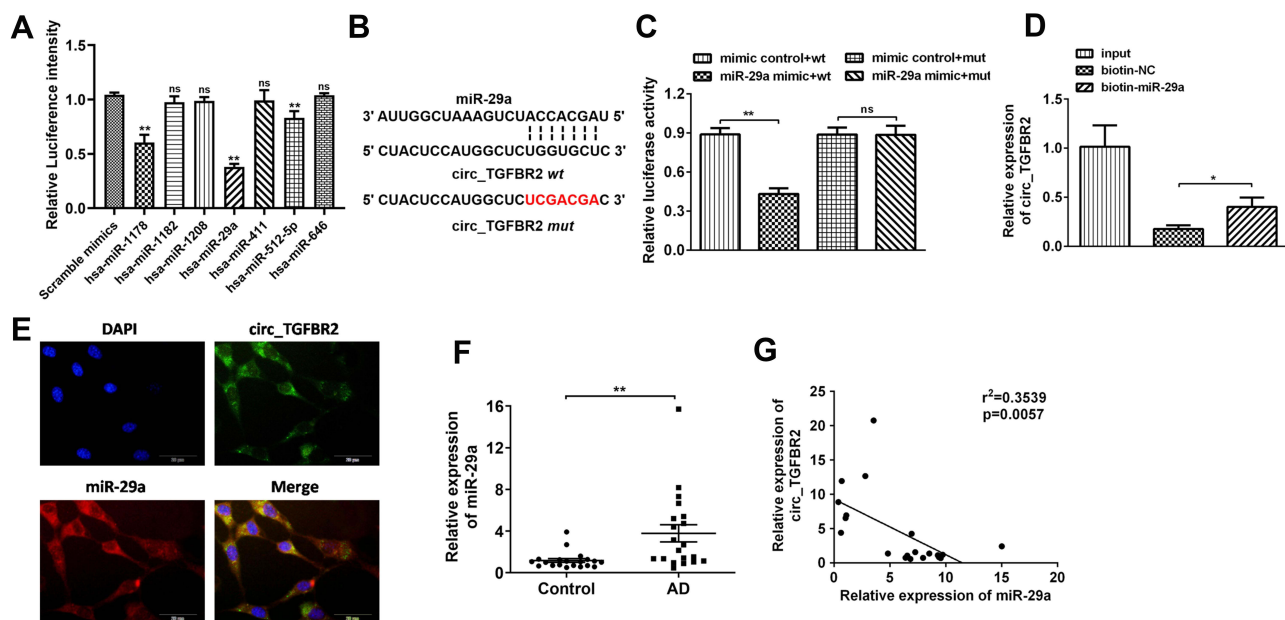 A
Relative Luciference intensity
1.5
1.0
0.5
0.0
**
ns
ns
**
ns
**
ns
Scramble mimics
hsa-miR-1178
hsa-miR-1182
hsa-miR-1208
hsa-miR-29a
hsa-miR-411
hsa-miR-512-5p
hsa-miR-646
B
miR-29a
3' AUUGGCUAAAGUCUACCACGAU 5'
5' CUACUCCAUGGCUCUGGUGCUC 3'
circ_TGFBR2 wt
5' CUACUCCAUGGCUCUCGACGAC 3'
circ_TGFBR2 mut
C
mimic control+wt
mimic control+mut
miR-29a mimic+wt
miR-29a mimic+mut
Relative luciferase activity
1.2
0.9
0.6
0.3
0.0
**
ns
D
input
biotin-NC
biotin-miR-29a
Relative expression
of circ_TGFBR2
1.5
1.0
0.5
0.0
*
E
DAPI
circ_TGFBR2
miR-29a
Merge
F
Relative expression
of miR-29a
16
12
8
4
0
**
Control
AD
G
Relative expression of
circ_TGFBR2
25
20
15
10
5
0
r2=0.3539
p=0.0057
0
5
10
15
20
Relative expression of miR-29a